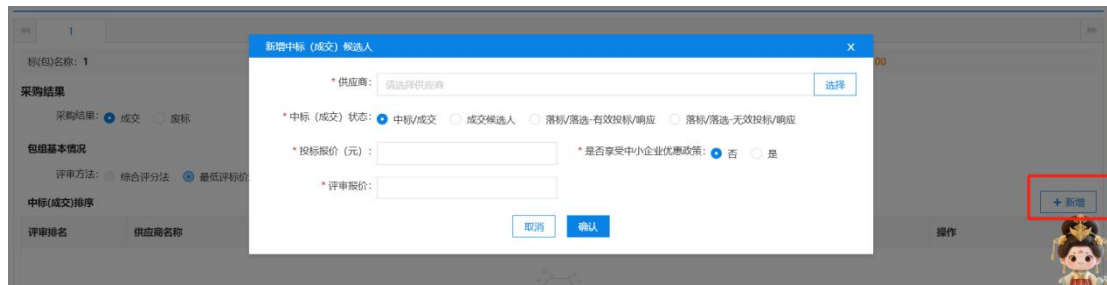 1
标(包)名称: 1
00
采购结果
采购结果: 成交 废标
包组基本情况
评审方法: 综合评分法 最低评标价
中标(成交)排序
+ 新增
评审排名 供应商名称 操作
新增中标（成交）候选人 X
* 供应商: 请选择供应商 选择
* 中标（成交）状态: 中标/成交 成交候选人 落标/落选-有效投标/响应 落标/落选-无效投标/响应
* 投标报价（元）: * 是否享受中小企业优惠政策: 否 是
* 评审报价:
取消 确认